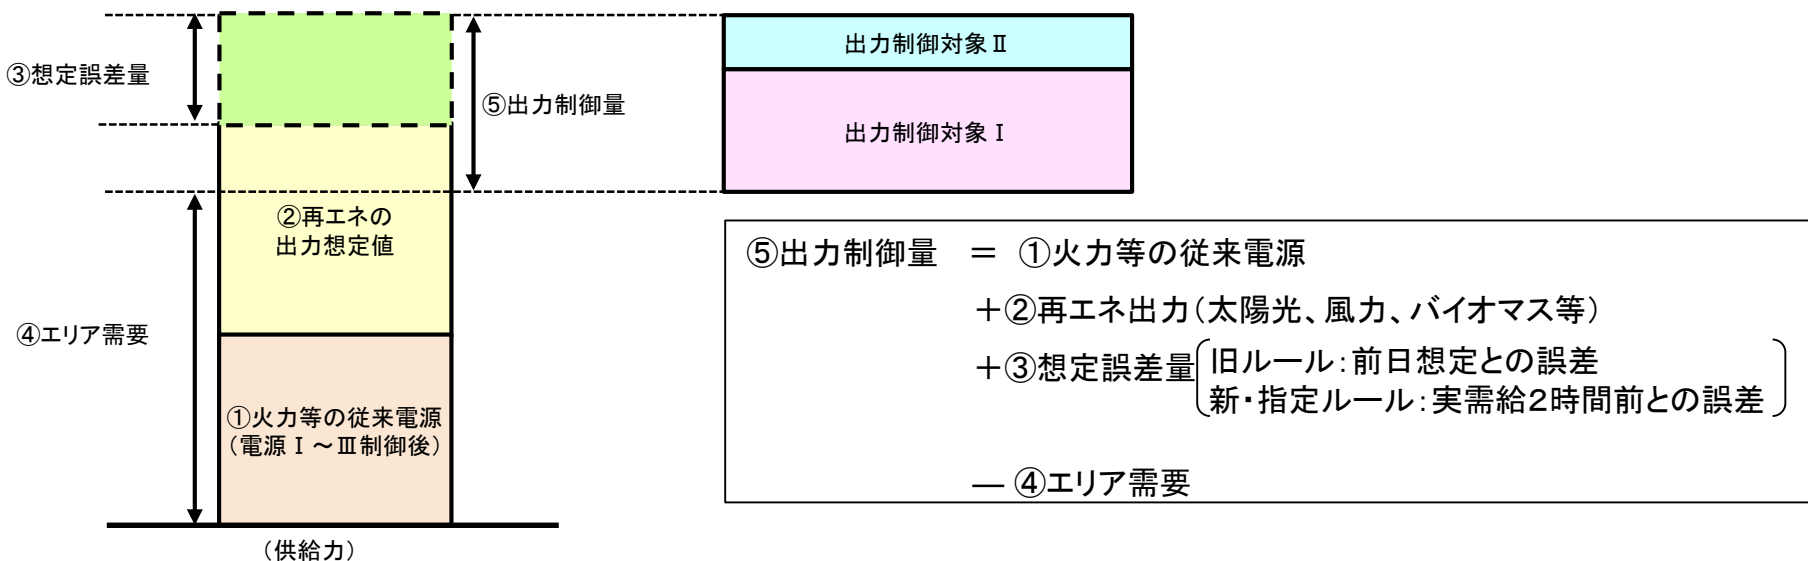 ③想定誤差量
⑤出力制御量
②再エネの
出力想定値
④エリア需要
①火力等の従来電源
（電源Ⅰ～Ⅲ制御後）
（供給力）
出力制御対象Ⅱ
出力制御対象Ⅰ
⑤出力制御量 ＝ ①火力等の従来電源
＋②再エネ出力（太陽光、風力、バイオマス等）
＋③想定誤差量 旧ルール：前日想定との誤差
新・指定ルール：実需給2時間前との誤差
― ④エリア需要